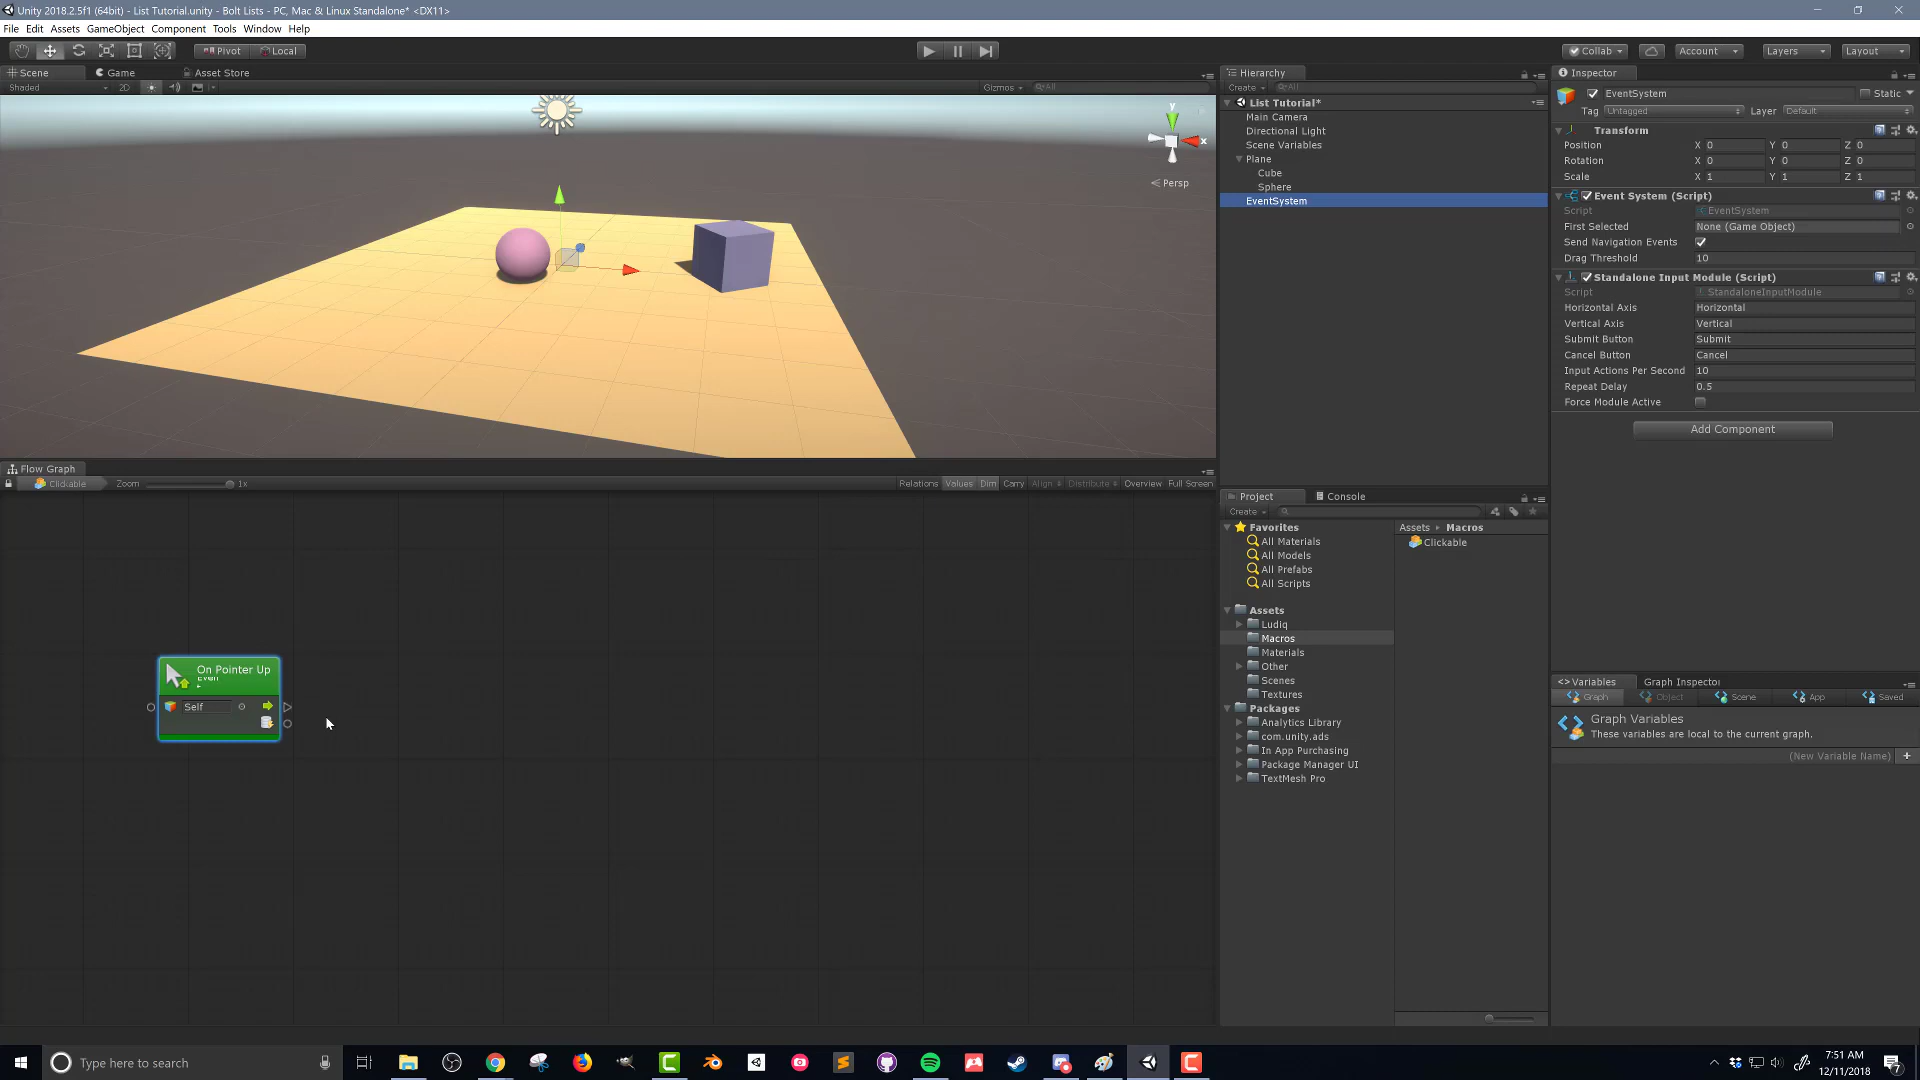 Unity 2018.2.5f1 (64bit) - List Tutorial.unity - Bolt Lists - PC, Mac & Linux Standalone* <DX11>
File Edit Assets GameObject Component Tools Window Help
Pivot Local
Collab Account Layers Layout
Scene Game Asset Store
Shaded 2D Gizmos All
y
x
Persp
Hierarchy
Create All
List Tutorial*
Main Camera
Directional Light
Scene Variables
Plane
Cube
Sphere
EventSystem
Inspector
EventSystem Static
Tag Untagged Layer Default
Transform
Position X 0 Y 0 Z 0
Rotation X 0 Y 0 Z 0
Scale X 1 Y 1 Z 1
Event System (Script)
Script EventSystem
First Selected None (Game Object)
Send Navigation Events
Drag Threshold 10
Standalone Input Module (Script)
Script StandaloneInputModule
Horizontal Axis Horizontal
Vertical Axis Vertical
Submit Button Submit
Cancel Button Cancel
Input Actions Per Second 10
Repeat Delay 0.5
Force Module Active
Add Component
Flow Graph
Clickable Zoom 1x Relations Values Dim Carry Align Distribute Overview Full Screen
On Pointer Up
Self
Project Console
Create
Favorites
All Materials
All Models
All Prefabs
All Scripts
Assets
Ludiq
Macros
Materials
Other
Scenes
Textures
Packages
Analytics Library
com.unity.ads
In App Purchasing
Package Manager UI
TextMesh Pro
Assets Macros
Clickable
<> Variables Graph Inspector
Graph Object Scene App Saved
Graph Variables
These variables are local to the current graph.
(New Variable Name) +
Type here to search
7:51 AM
12/11/2018
7